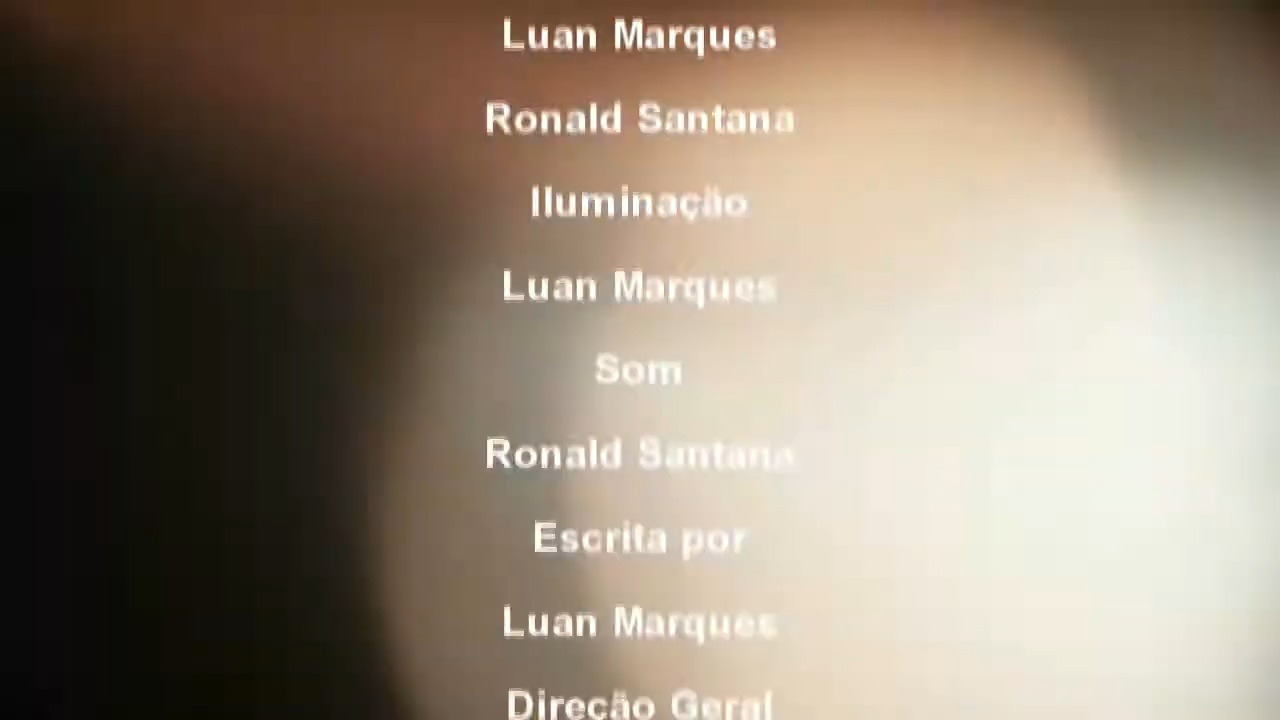 Luan Marques
Ronald Santana
Iluminação
Luan Marques
Som
Ronald Santana
Escrita por
Luan Marques
Direção Geral